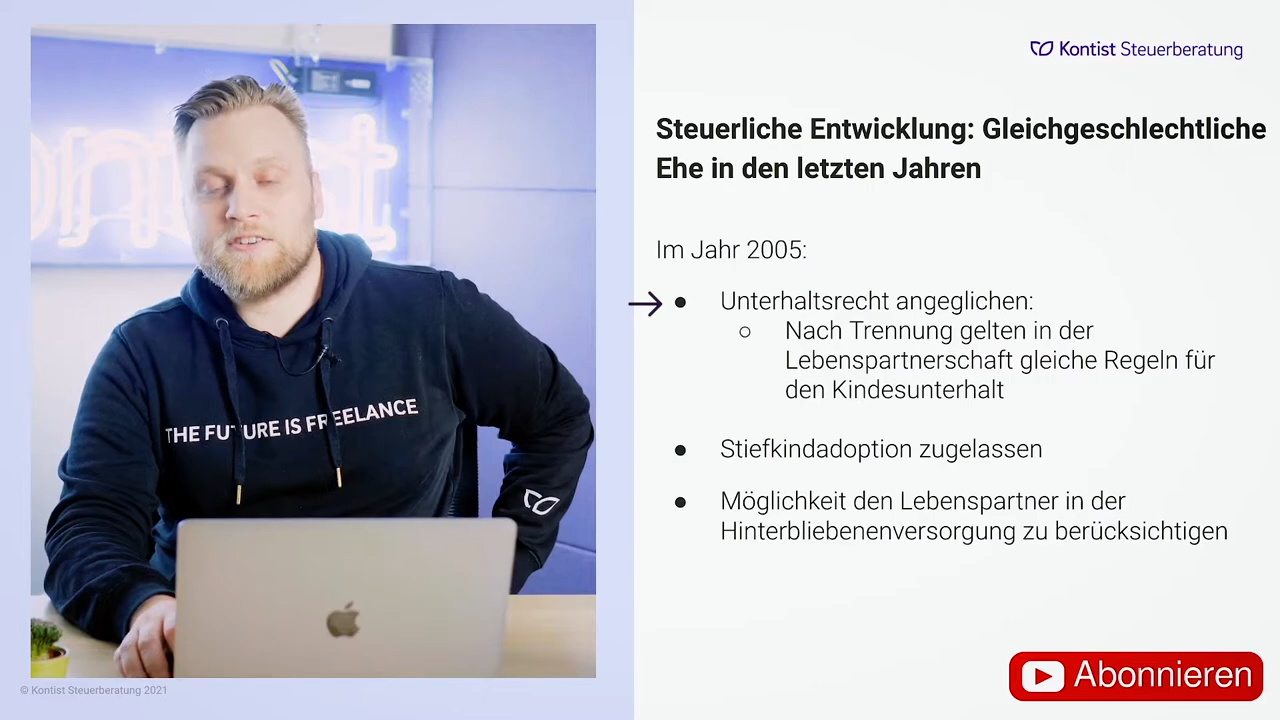 Kontist Steuerberatung
Steuerliche Entwicklung: Gleichgeschlechtliche
Ehe in den letzten Jahren
Im Jahr 2005:
● Unterhaltsrecht angeglichen:
○ Nach Trennung gelten in der
Lebenspartnerschaft gleiche Regeln für
den Kindesunterhalt
● Stiefkindadoption zugelassen
● Möglichkeit den Lebenspartner in der
Hinterbliebenenversorgung zu berücksichtigen
THE FUTURE IS FREELANCE
© Kontist Steuerberatung 2021
Abonnieren